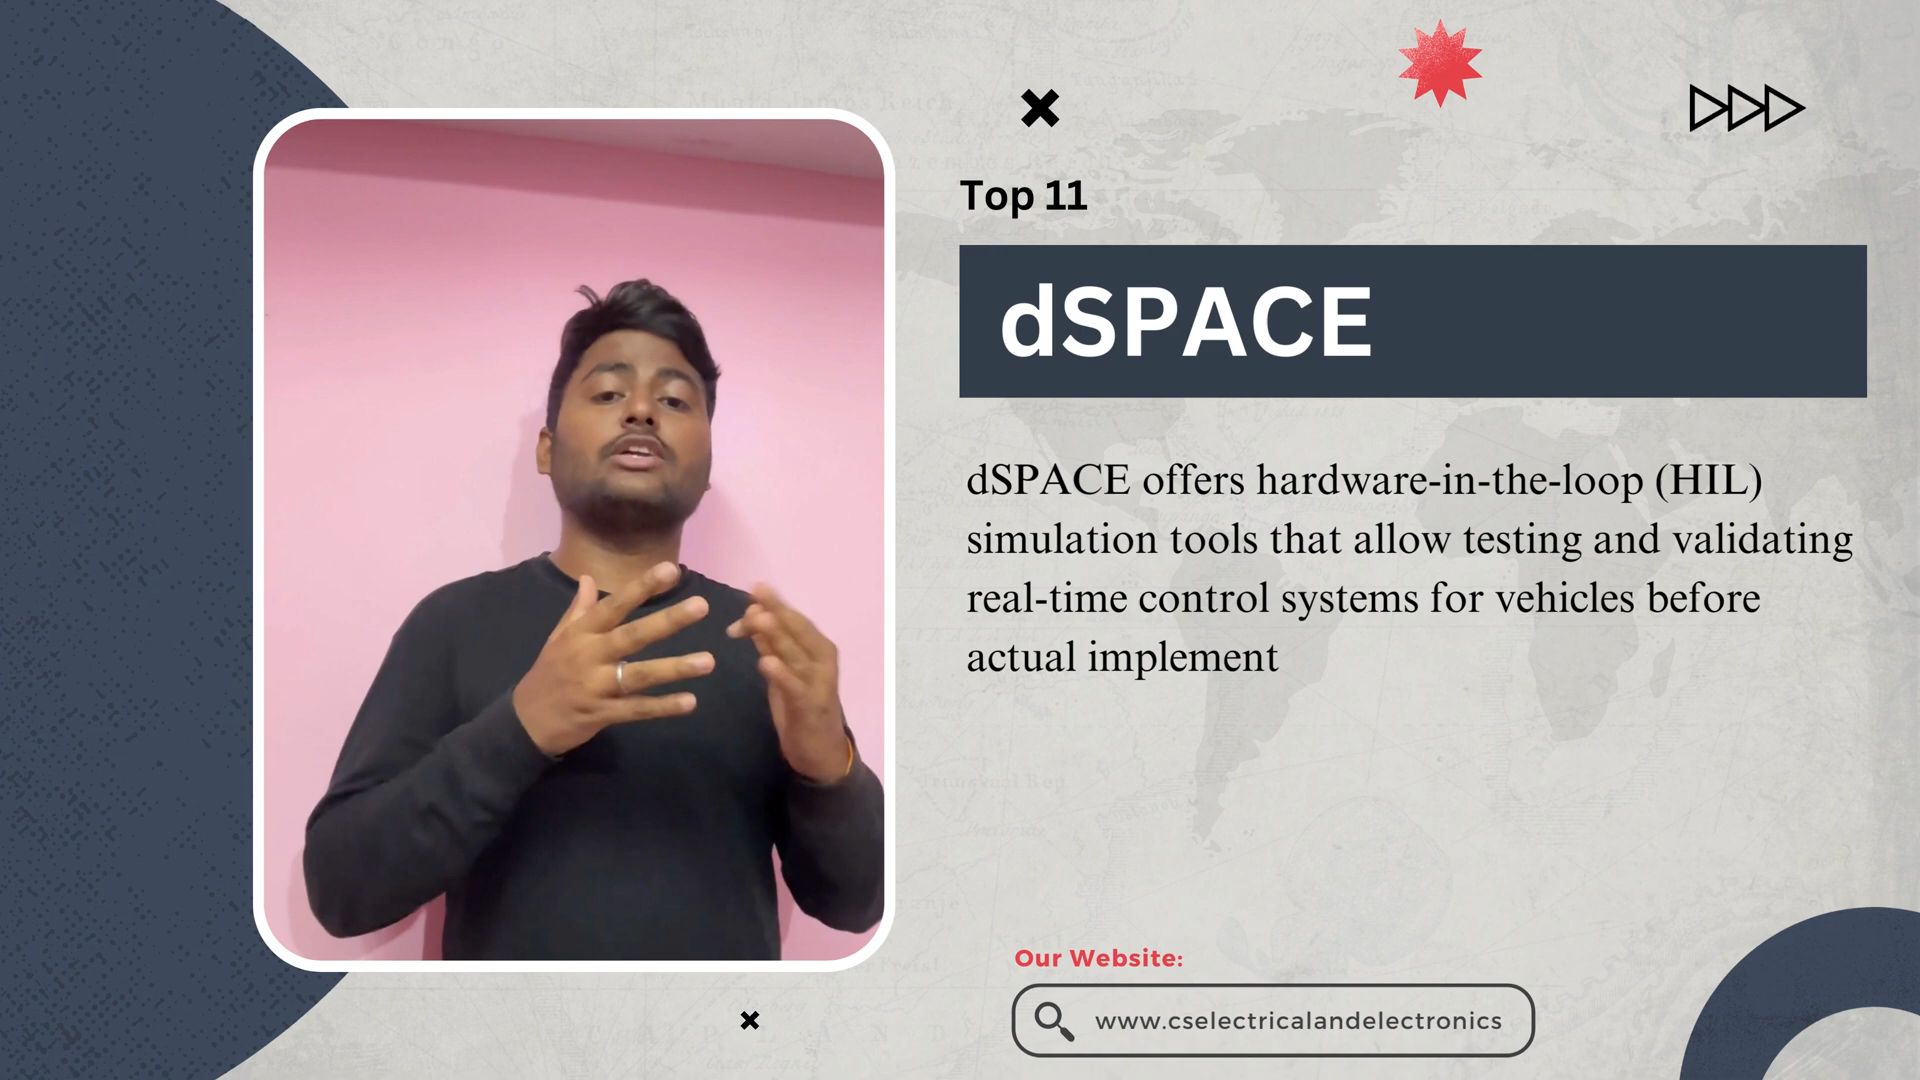 Top 11
dSPACE
dSPACE offers hardware-in-the-loop (HIL)
simulation tools that allow testing and validating
real-time control systems for vehicles before
actual implement
Our Website:
www.cselectricalandelectronics